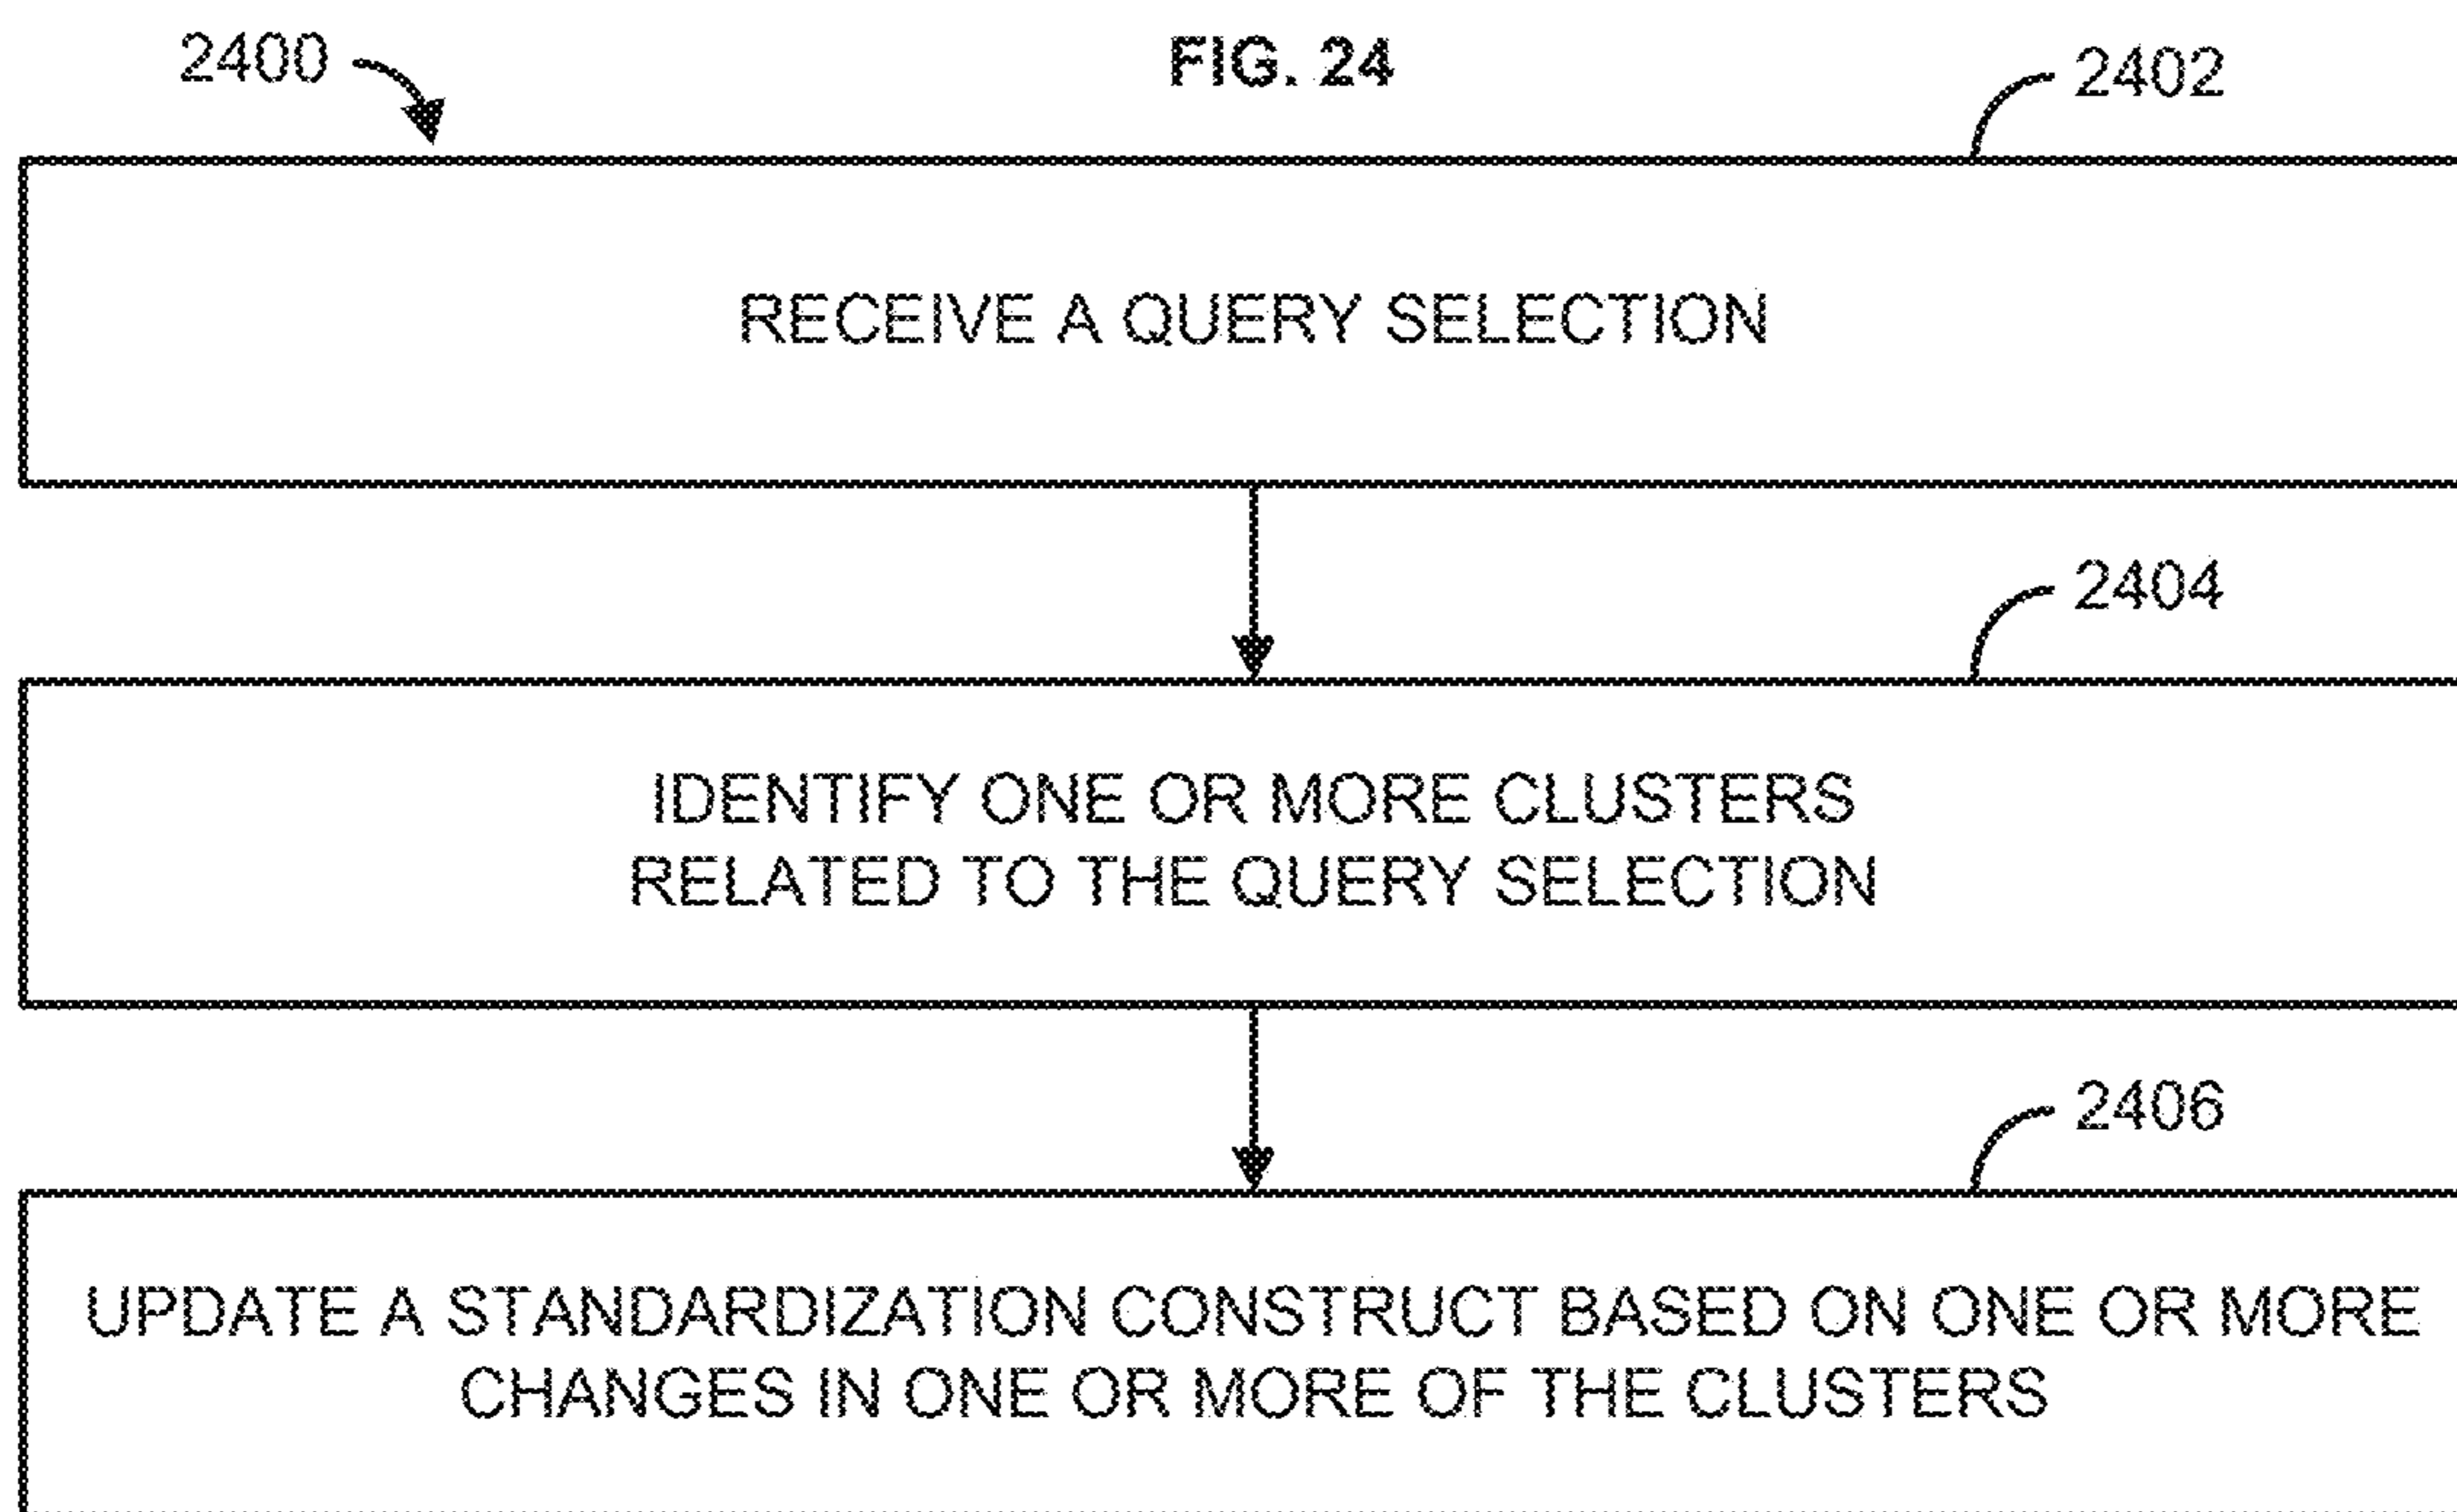 2400
FIG. 24
2402
RECEIVE A QUERY SELECTION
2404
IDENTIFY ONE OR MORE CLUSTERS
RELATED TO THE QUERY SELECTION
2406
UPDATE A STANDARDIZATION CONSTRUCT BASED ON ONE OR MORE
CHANGES IN ONE OR MORE OF THE CLUSTERS